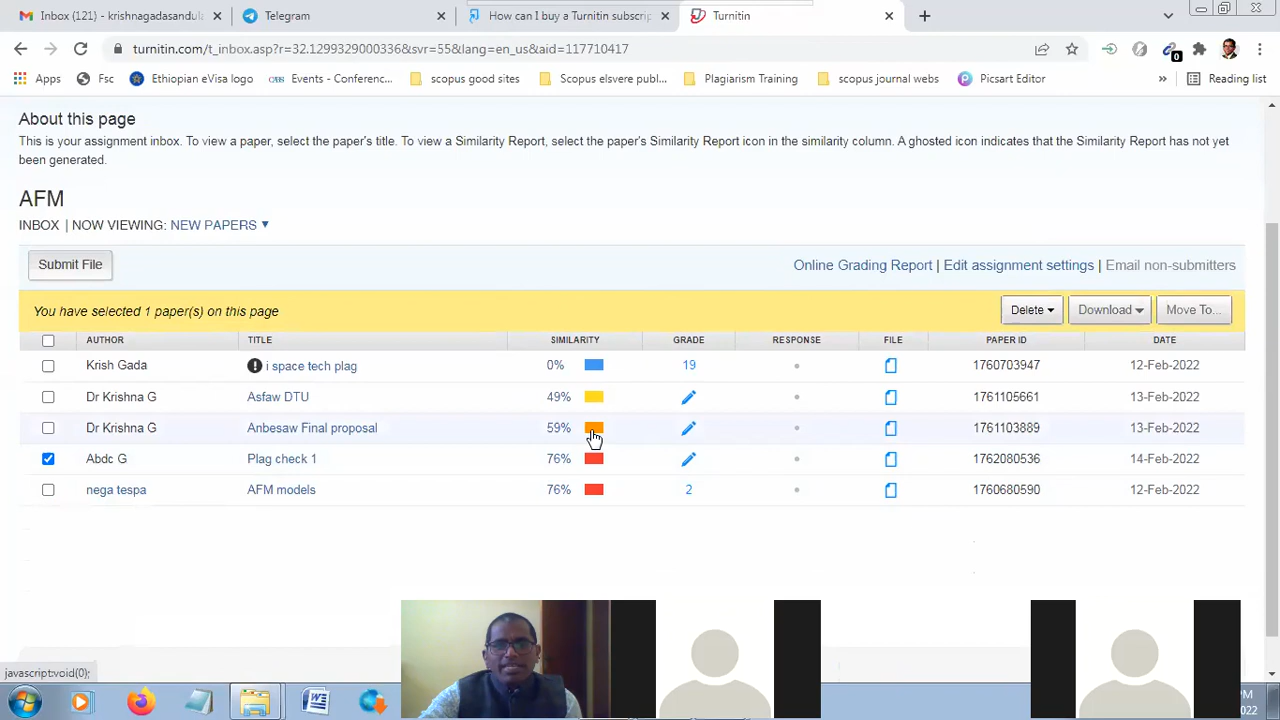 Inbox (121) - krishnagadasandul
Telegram
How can I buy a Turnitin subscrip
Turnitin
turnitin.com/t_inbox.asp?r=32.1299329000336&svr=55&lang=en_us&aid=117710417
0
Apps
Fsc
Ethiopian eVisa logo
Events - Conferenc...
scopus good sites
Scopus elsvere publ...
Plagiarism Training
scopus journal webs
Picsart Editor
»
Reading list
About this page
This is your assignment inbox. To view a paper, select the paper's title. To view a Similarity Report, select the paper's Similarity Report icon in the similarity column. A ghosted icon indicates that the Similarity Report has not yet
been generated.
AFM
INBOX | NOW VIEWING: NEW PAPERS ▼
Submit File
Online Grading Report | Edit assignment settings | Email non-submitters
You have selected 1 paper(s) on this page
Delete
Download
Move To...
AUTHOR TITLE SIMILARITY GRADE RESPONSE FILE PAPER ID DATE
Krish Gada i space tech plag 0% 19 1760703947 12-Feb-2022
Dr Krishna G Asfaw DTU 49% 1761105661 13-Feb-2022
Dr Krishna G Anbesaw Final proposal 59% 1761103889 13-Feb-2022
Abdc G Plag check 1 76% 1762080536 14-Feb-2022
nega tespa AFM models 76% 2 1760680590 12-Feb-2022
javascript:void(0);
PM
2022